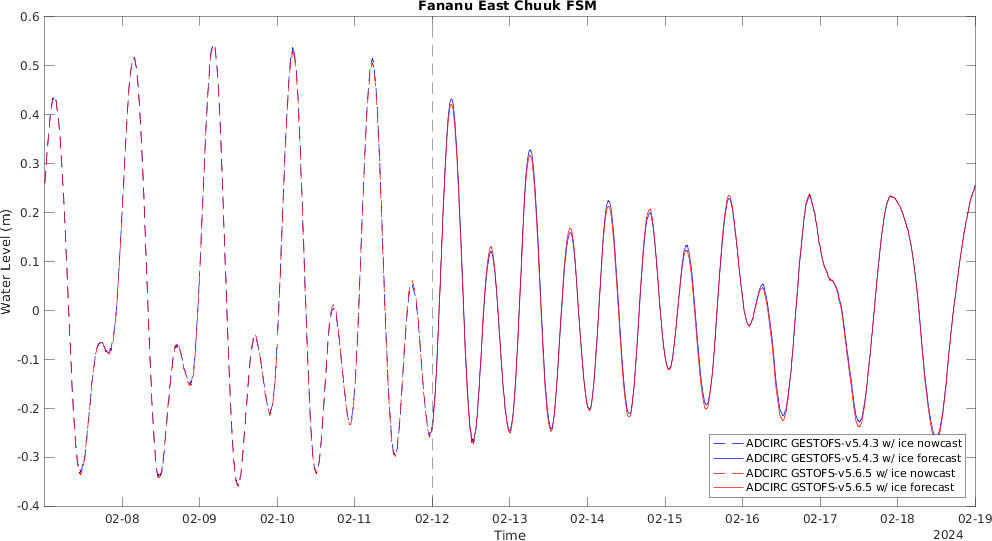 Fananu East Chuuk FSM
0.6
0.5
0.4
0.3
0.2
0.1
0
-0.1
-0.2
-0.3
-0.4
Water Level (m)
ADCIRC GESTOFS-v5.4.3 w/ ice nowcast
ADCIRC GESTOFS-v5.4.3 w/ ice forecast
ADCIRC GSTOFS-v5.6.5 w/ ice nowcast
ADCIRC GSTOFS-v5.6.5 w/ ice forecast
02-08 02-09 02-10 02-11 02-12 02-13 02-14 02-15 02-16 02-17 02-18 02-19
Time
2024